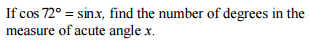 If cos 72° = sinx, find the number of degrees in the
measure of acute angle x.